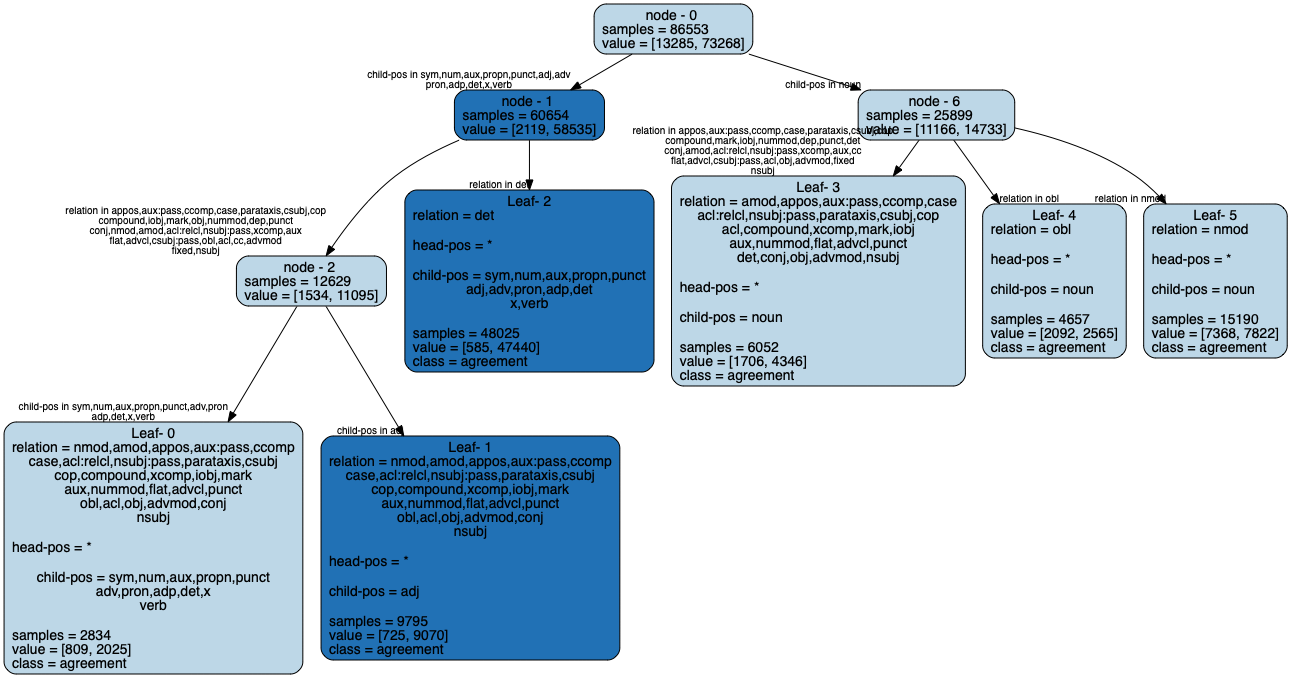 node - 0
samples = 86553
value = [13285, 73268]
child-pos in sym,num,aux,propn,punct,adj,adv
pron,adp,det,x,verb
child-pos in noun
node - 1
samples = 60654
value = [2119, 58535]
node - 6
samples = 25899
value = [11166, 14733]
relation in appos,aux:pass,ccomp,case,parataxis,csubj,cop
compound,mark,iobj,nummod,dep,punct,det
conj,amod,acl:relcl,nsubj:pass,xcomp,aux,cc
flat,advcl,csubj:pass,acl,obj,advmod,fixed
nsubj
relation in det
relation in obl
relation in nmod
relation in appos,aux:pass,ccomp,case,parataxis,csubj,cop
compound,iobj,mark,obj,nummod,dep,punct
conj,nmod,amod,acl:relcl,nsubj:pass,xcomp,aux
flat,advcl,csubj:pass,obl,acl,cc,advmod
fixed,nsubj
Leaf- 2
relation = det
head-pos = *
child-pos = sym,num,aux,propn,punct
adj,adv,pron,adp,det
x,verb
samples = 48025
value = [585, 47440]
class = agreement
Leaf- 3
relation = amod,appos,aux:pass,ccomp,case
acl:relcl,nsubj:pass,parataxis,csubj,cop
acl,compound,xcomp,mark,iobj
aux,nummod,flat,advcl,punct
det,conj,obj,advmod,nsubj
head-pos = *
child-pos = noun
samples = 6052
value = [1706, 4346]
class = agreement
Leaf- 4
relation = obl
head-pos = *
child-pos = noun
samples = 4657
value = [2092, 2565]
class = agreement
Leaf- 5
relation = nmod
head-pos = *
child-pos = noun
samples = 15190
value = [7368, 7822]
class = agreement
node - 2
samples = 12629
value = [1534, 11095]
child-pos in sym,num,aux,propn,punct,adv,pron
adp,det,x,verb
child-pos in adj
Leaf- 0
relation = nmod,amod,appos,aux:pass,ccomp
case,acl:relcl,nsubj:pass,parataxis,csubj
cop,compound,xcomp,iobj,mark
aux,nummod,flat,advcl,punct
obl,acl,obj,advmod,conj
nsubj
head-pos = *
child-pos = sym,num,aux,propn,punct
adv,pron,adp,det,x
verb
samples = 2834
value = [809, 2025]
class = agreement
Leaf- 1
relation = nmod,amod,appos,aux:pass,ccomp
case,acl:relcl,nsubj:pass,parataxis,csubj
cop,compound,xcomp,iobj,mark
aux,nummod,flat,advcl,punct
obl,acl,obj,advmod,conj
nsubj
head-pos = *
child-pos = adj
samples = 9795
value = [725, 9070]
class = agreement